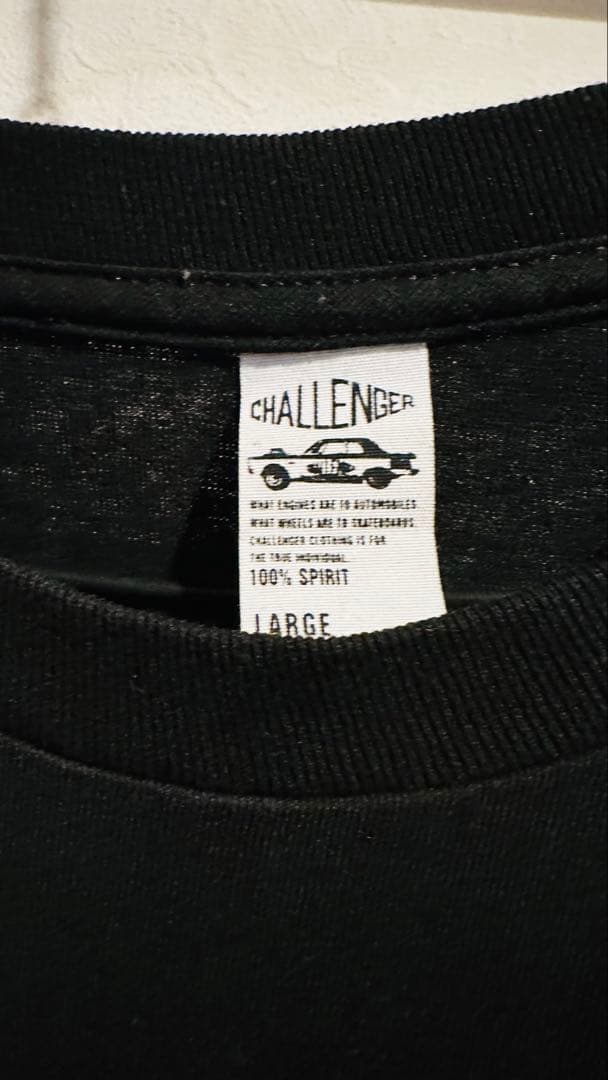 CHALLENGER
WHAT ENGINES ARE TO AUTOMOBILES
WHAT WHEELS ARE TO SKATEBOARDS.
CHALLENGER CLOTHING IS FOR
THE TRUE INDIVIDUAL.
100% SPIRIT
LARGE